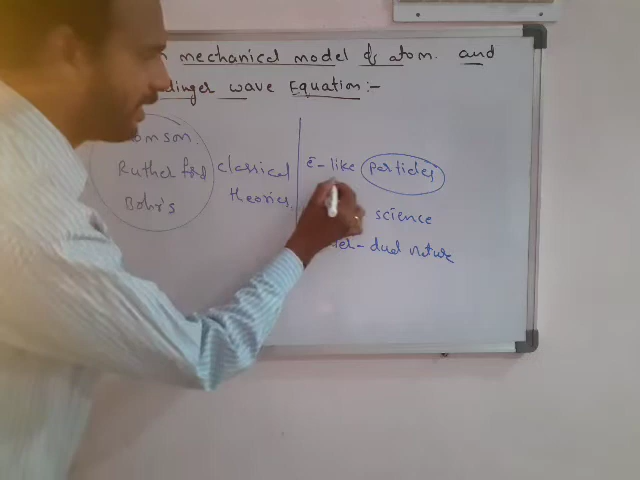 mechanical model of atom. and
dinger wave Equation:-
omson.
Rutherford
Bohr's
classical
theories.
e-like particles
science
dual nature